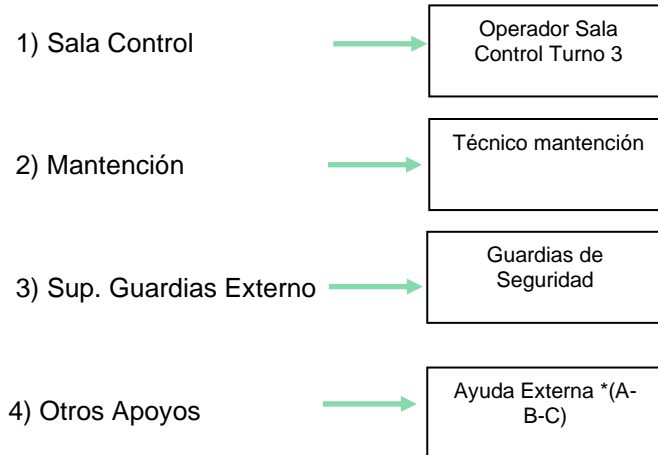 1) Sala Control
Operador Sala
Control Turno 3
2) Mantención
Técnico mantención
3) Sup. Guardias Externo
Guardias de
Seguridad
4) Otros Apoyos
Ayuda Externa *(A-
B-C)